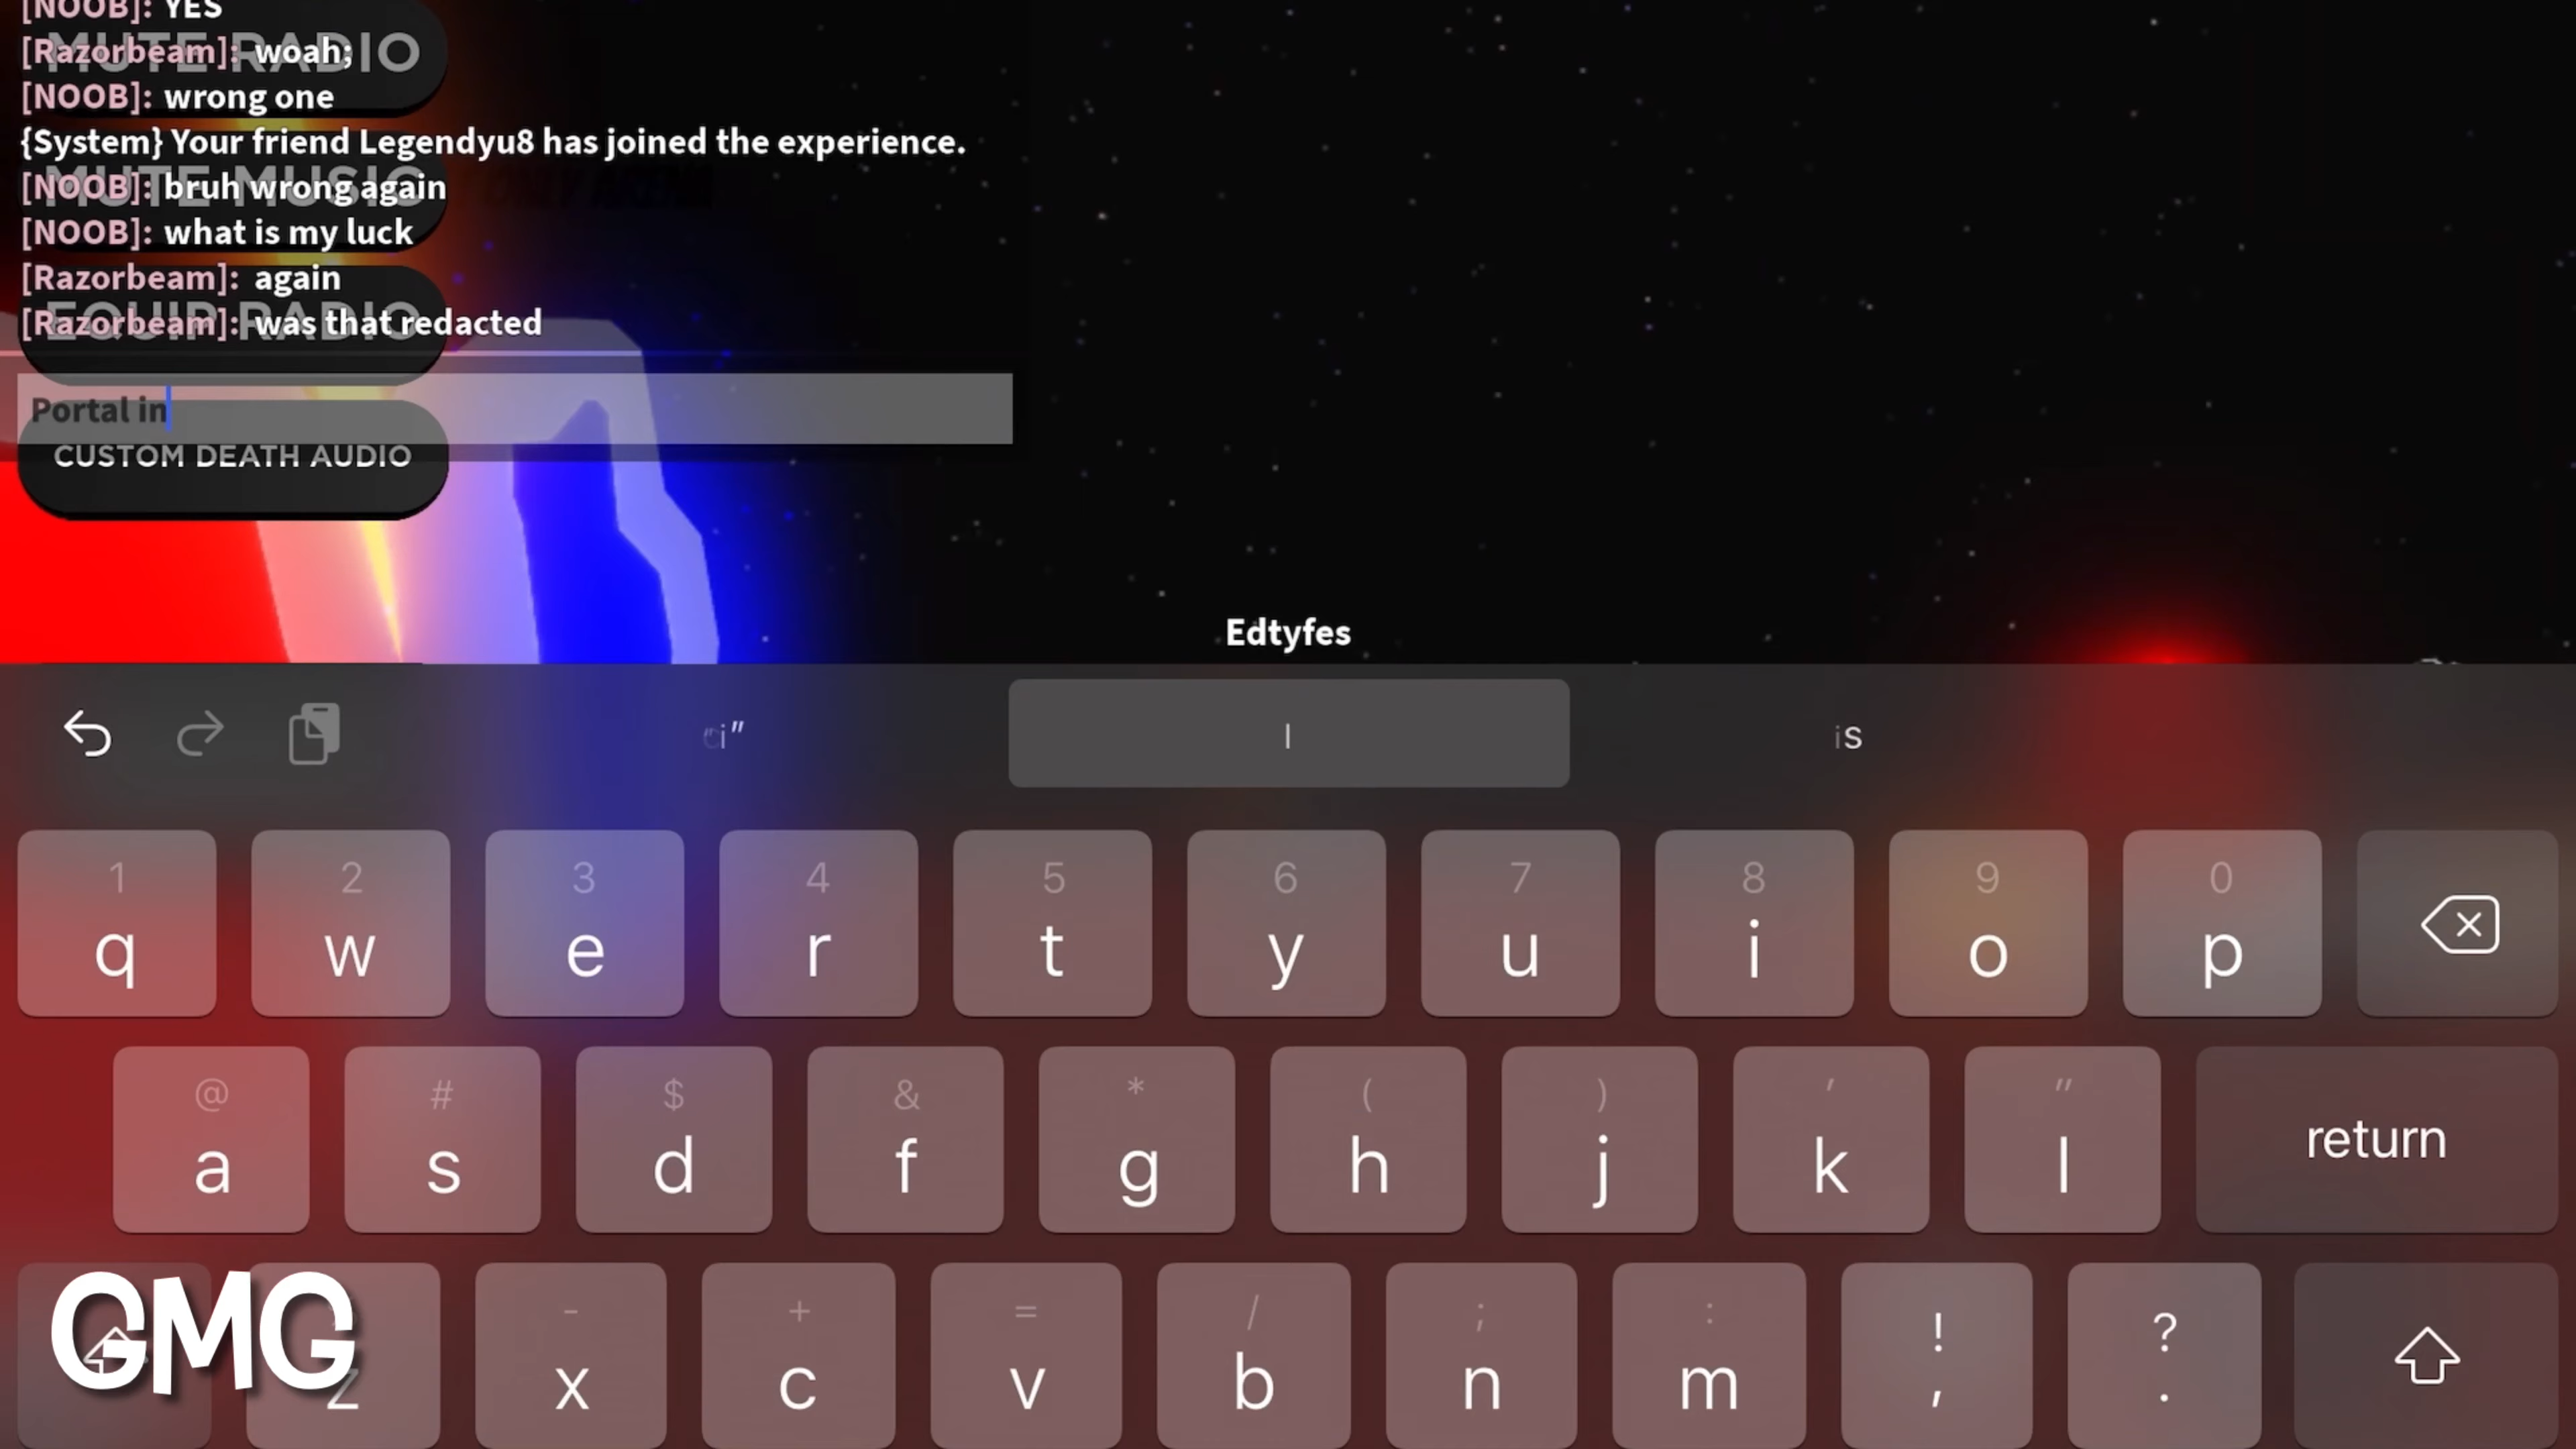 [NOOB]: YES
MUTE RADIO
[Razorbeam]: woah;
[NOOB]: wrong one
{System} Your friend Legendyu8 has joined the experience.
MUTE MUSIC
[NOOB]: bruh wrong again
[NOOB]: what is my luck
[Razorbeam]: again
EQUIP RADIO
[Razorbeam]: was that redacted
Portal in
CUSTOM DEATH AUDIO
Edtyfes
"i" I is
1 2 3 4 5 6 7 8 9 0
q w e r t y u i o p
@ # $ & * ( ) ' "
a s d f g h j k l return
- + = / ; : ! ?
z x c v b n m , .
GMG